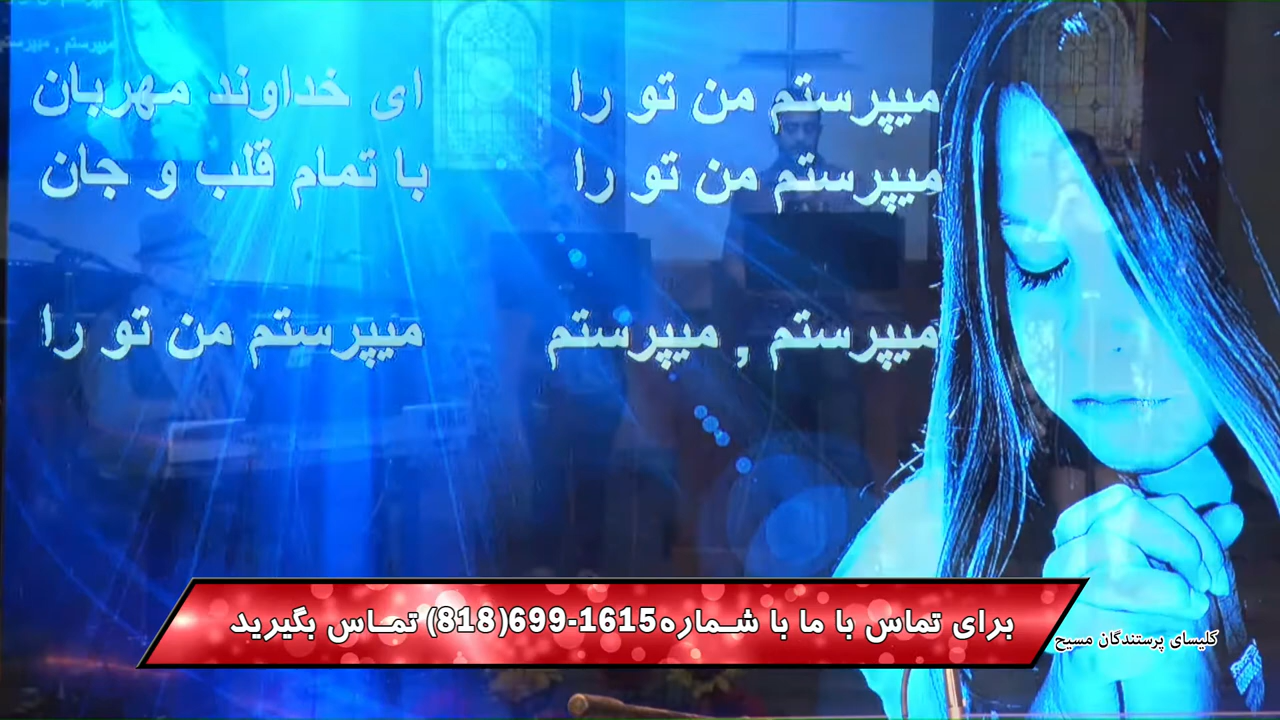 میپرستم من تو را ای خداوند مهربان
میپرستم من تو را با تمام قلب و جان
میپرستم , میپرستم میپرستم من تو را
برای تماس با ما با شماره 1615-699(818) تماس بگیرید
کلیسای پرستندگان مسیح